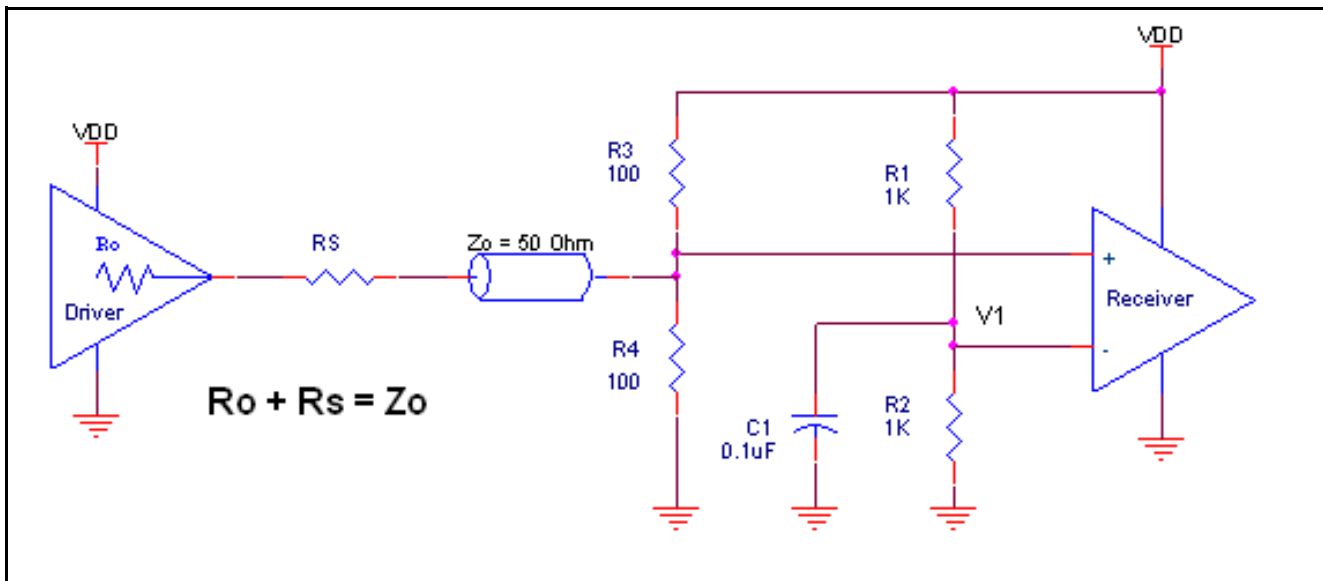 VDD
VDD
R3
100
R1
1K
Ro
RS
Zo = 50 Ohm
+
Driver
Receiver
V1
-
R4
100
Ro + Rs = Zo
R2
1K
C1
0.1uF